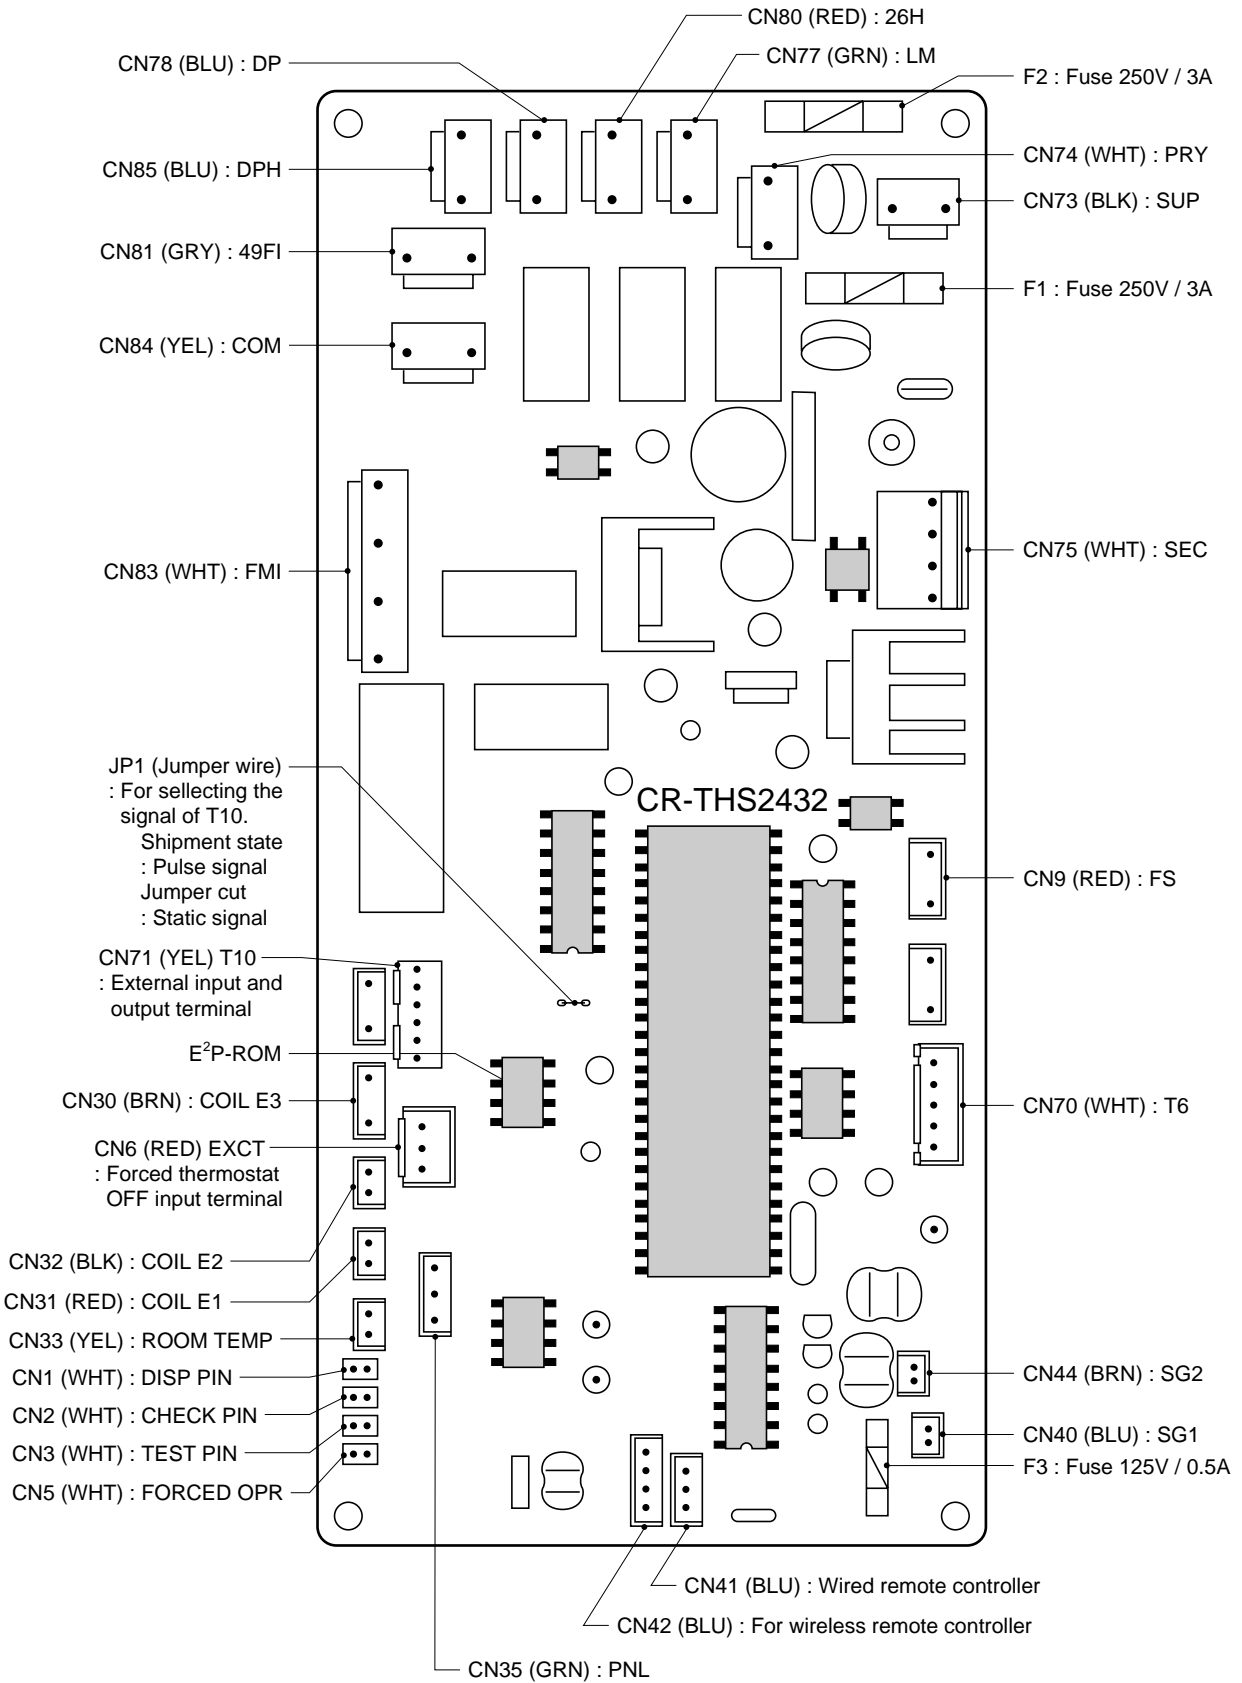 CN80 (RED) : 26H
CN78 (BLU) : DP
CN77 (GRN) : LM
F2 : Fuse 250V / 3A
CN85 (BLU) : DPH
CN74 (WHT) : PRY
CN73 (BLK) : SUP
CN81 (GRY) : 49FI
F1 : Fuse 250V / 3A
CN84 (YEL) : COM
CN83 (WHT) : FMI
CN75 (WHT) : SEC
JP1 (Jumper wire)
: For sellecting the
signal of T10.
Shipment state
: Pulse signal
Jumper cut
: Static signal
CR-THS2432
CN9 (RED) : FS
CN71 (YEL) T10
: External input and
output terminal
E²P-ROM
CN30 (BRN) : COIL E3
CN70 (WHT) : T6
CN6 (RED) EXCT
: Forced thermostat
OFF input terminal
CN32 (BLK) : COIL E2
CN31 (RED) : COIL E1
CN33 (YEL) : ROOM TEMP
CN1 (WHT) : DISP PIN
CN2 (WHT) : CHECK PIN
CN3 (WHT) : TEST PIN
CN5 (WHT) : FORCED OPR
CN44 (BRN) : SG2
CN40 (BLU) : SG1
F3 : Fuse 125V / 0.5A
CN41 (BLU) : Wired remote controller
CN42 (BLU) : For wireless remote controller
CN35 (GRN) : PNL